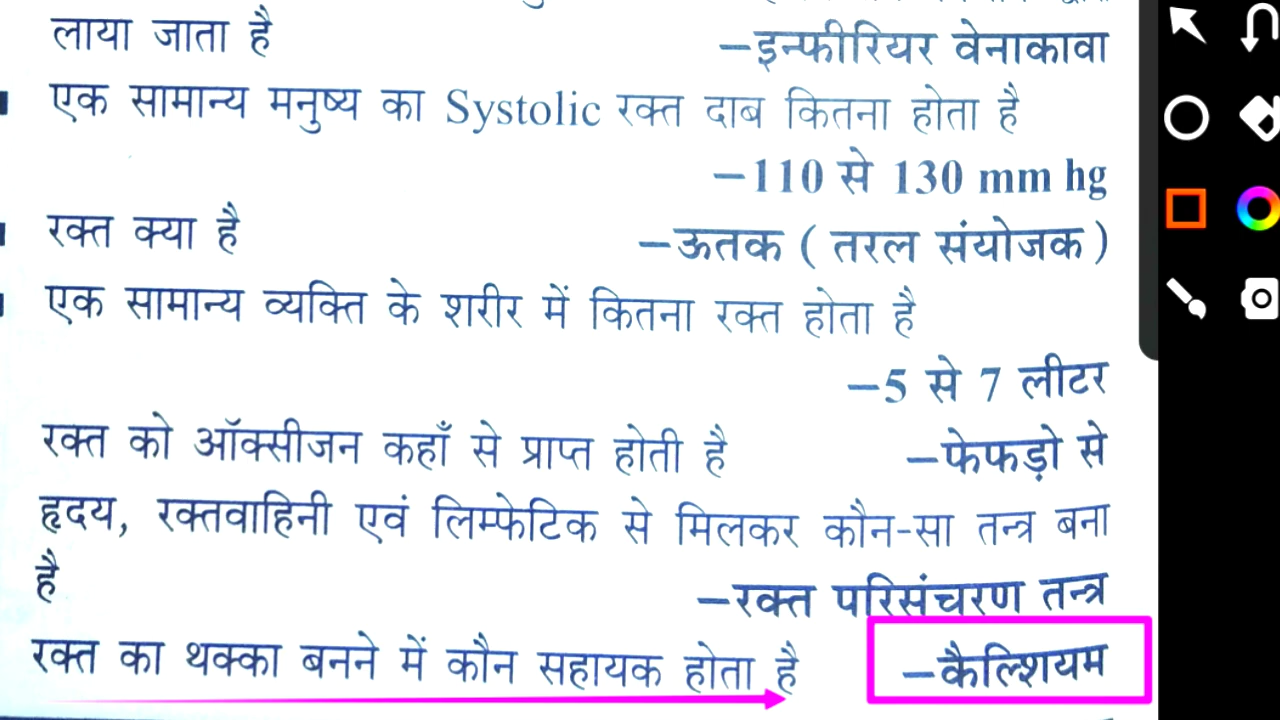 लाया जाता है –इन्फीरियर वेनाकावा
एक सामान्य मनुष्य का Systolic रक्त दाब कितना होता है
–110 से 130 mm hg
रक्त क्या है –ऊतक ( तरल संयोजक )
एक सामान्य व्यक्ति के शरीर में कितना रक्त होता है
–5 से 7 लीटर
रक्त को ऑक्सीजन कहाँ से प्राप्त होती है –फेफड़ो से
हृदय, रक्तवाहिनी एवं लिम्फेटिक से मिलकर कौन-सा तन्त्र बना
है –रक्त परिसंचरण तन्त्र
रक्त का थक्का बनने में कौन सहायक होता है –कैल्शियम